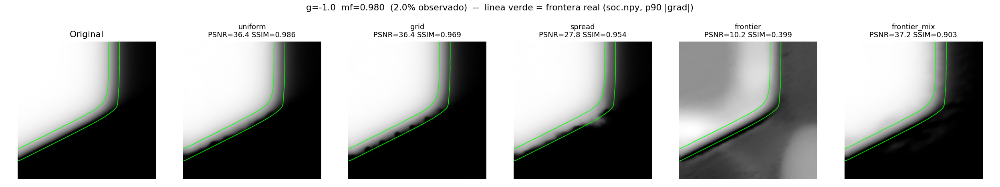 g=-1.0  mf=0.980  (2.0% observado)  --  linea verde = frontera real (soc.npy, p90 |grad|)
Original
uniform
PSNR=36.4 SSIM=0.986
grid
PSNR=36.4 SSIM=0.969
spread
PSNR=27.8 SSIM=0.954
frontier
PSNR=10.2 SSIM=0.399
frontier_mix
PSNR=37.2 SSIM=0.903